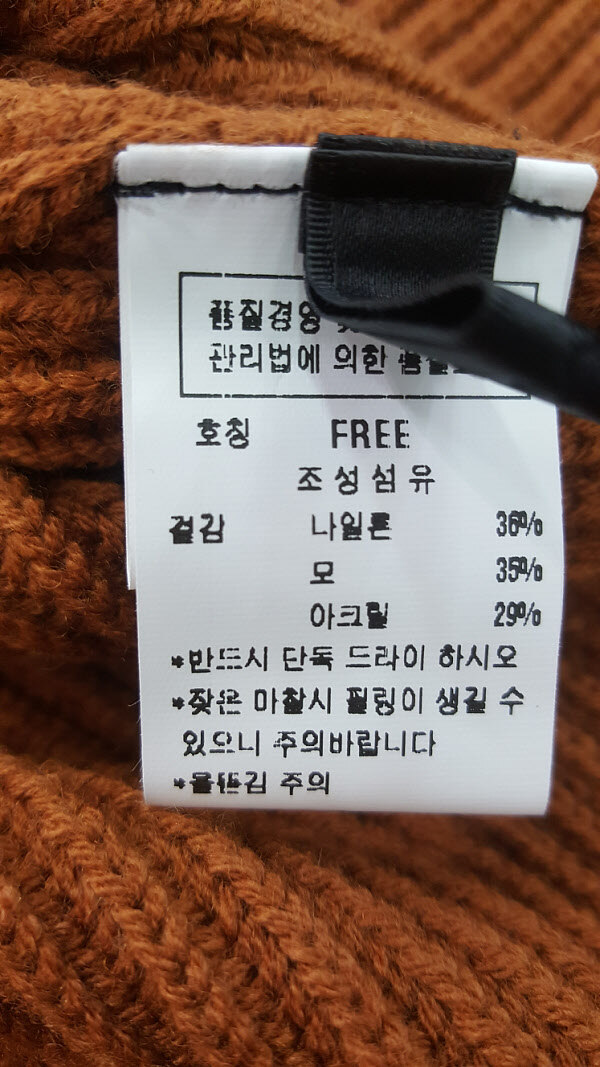 품질경영
관리법에 의한
호칭 FREE
조성섬유
겉감 나일론 36%
모 35%
아크릴 29%
*반드시 단독 드라이 하시오
*잦은 마찰시 필링이 생길 수
있으니 주의바랍니다
*올뜯김 주의